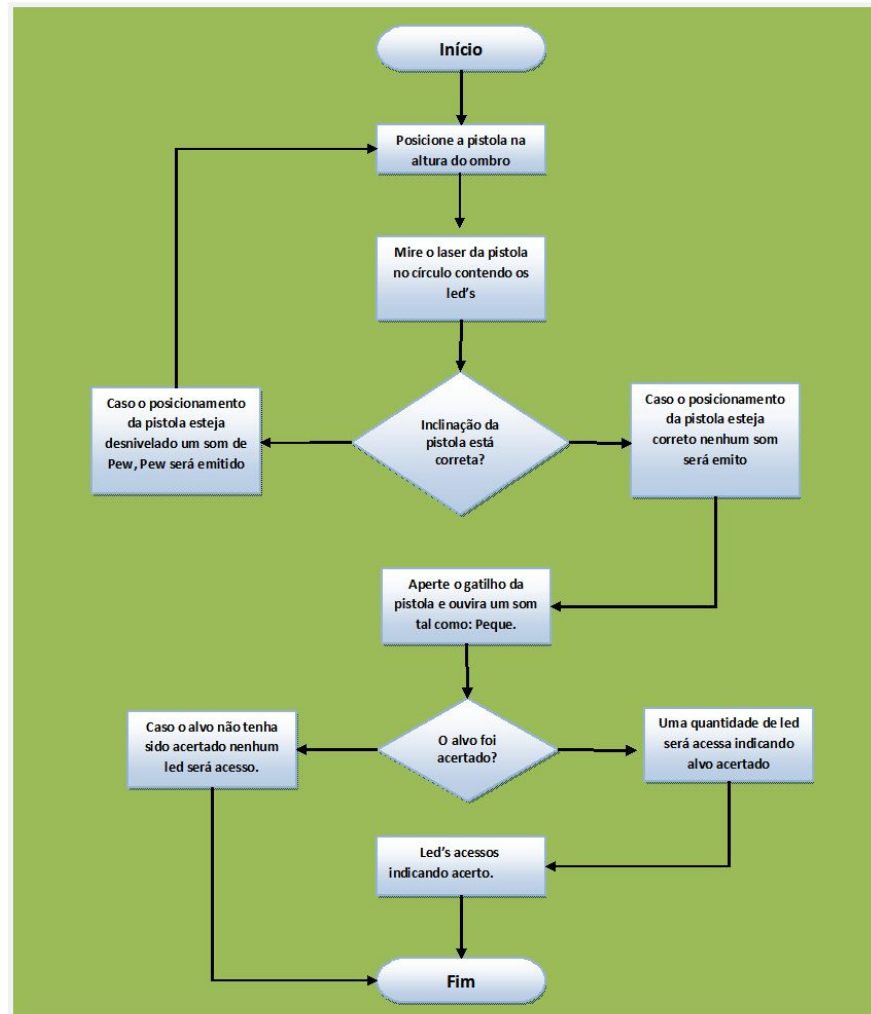 Início
Posicione a pistola na
altura do ombro
Mire o laser da pistola
no círculo contendo os
led's
Caso o posicionamento
da pistola esteja
desnivelado um som de
Pew, Pew será emitido
Inclinação da
pistola está
correta?
Caso o posicionamento
da pistola esteja
correto nenhum som
será emito
Aperte o gatilho da
pistola e ouvira um som
tal como: Peque.
Caso o alvo não tenha
sido acertado nenhum
led será acesso.
O alvo foi
acertado?
Uma quantidade de led
será acessa indicando
alvo acertado
Led's acessos
indicando acerto.
Fim